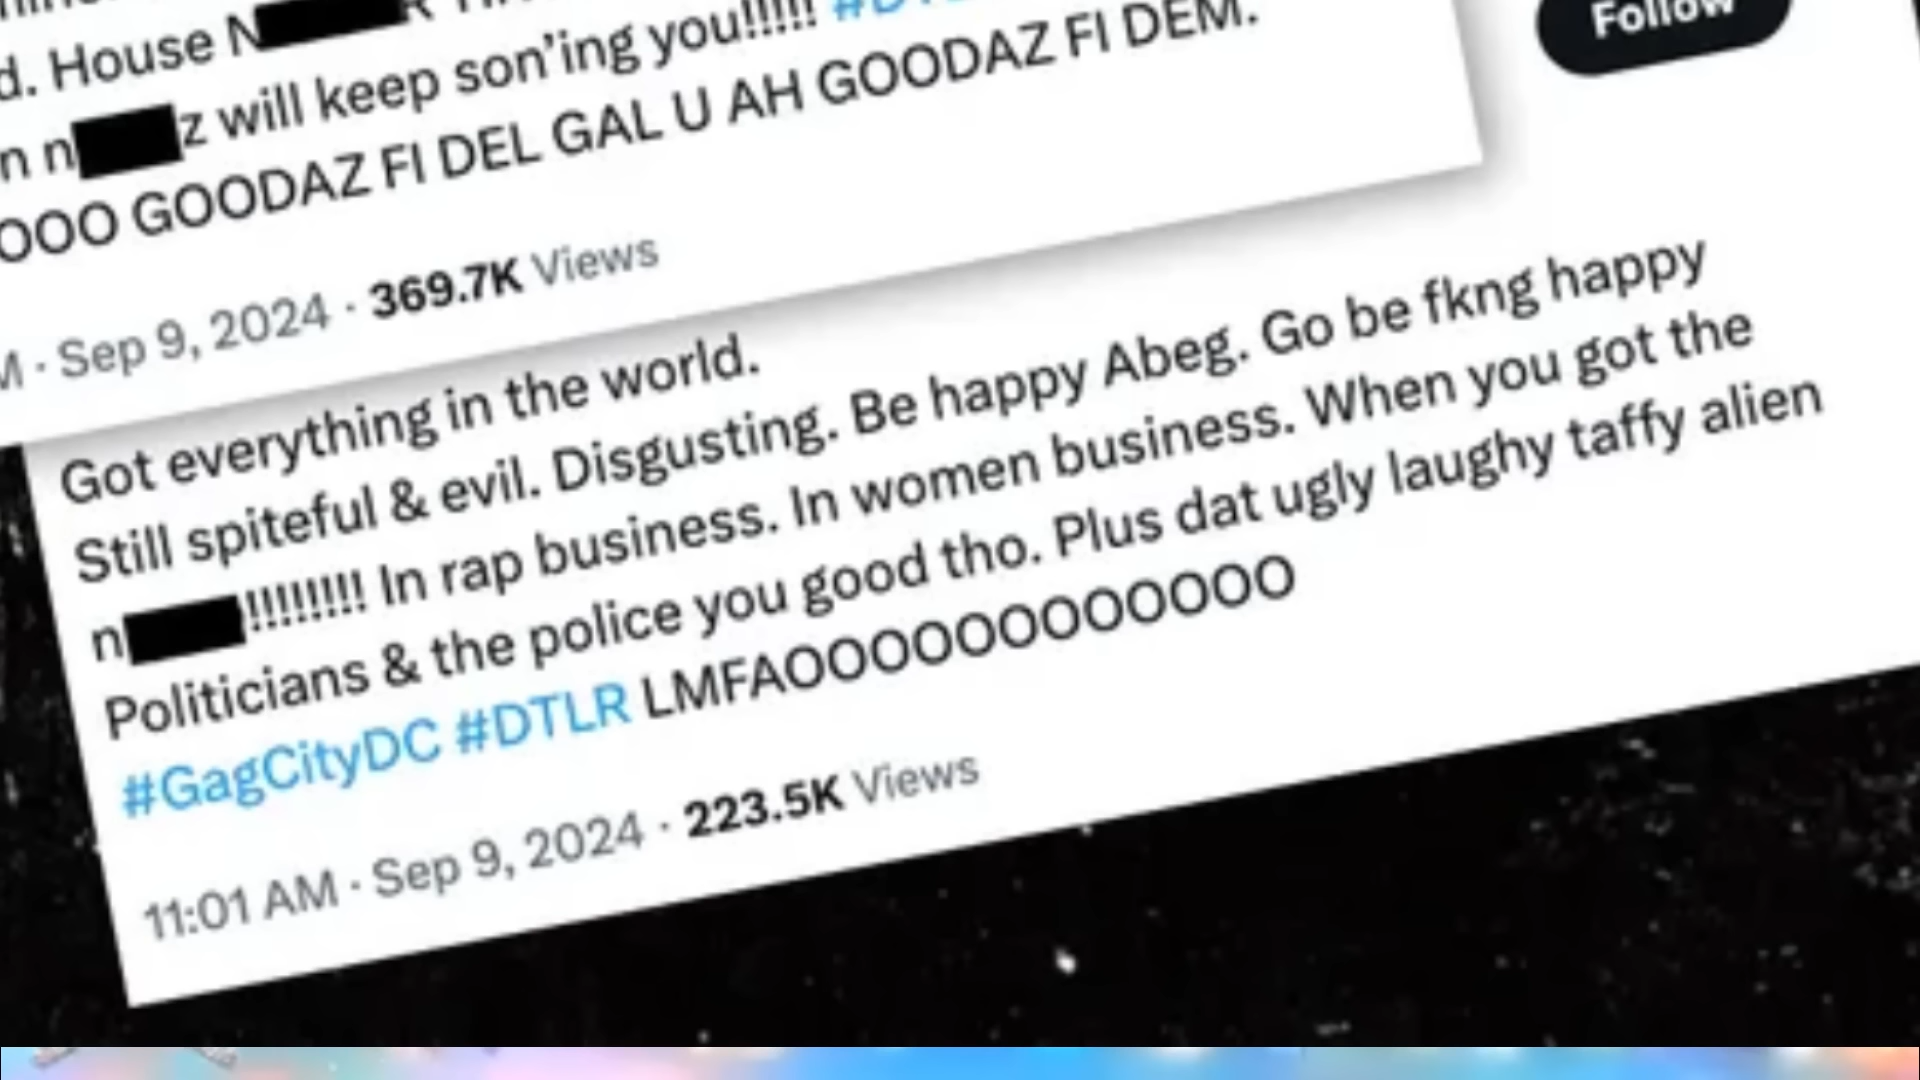 d. House N
n n z will keep son'ing you!!!!!
OOO GOODAZ FI DEL GAL U AH GOODAZ FI DEM.
M · Sep 9, 2024 · 369.7K Views
Follow
Got everything in the world.
Still spiteful & evil. Disgusting. Be happy Abeg. Go be fkng happy
n !!!!!!!! In rap business. In women business. When you got the
Politicians & the police you good tho. Plus dat ugly laughy taffy alien
#GagCityDC #DTLR LMFAOOOOOOOOOOOOO
11:01 AM · Sep 9, 2024 · 223.5K Views